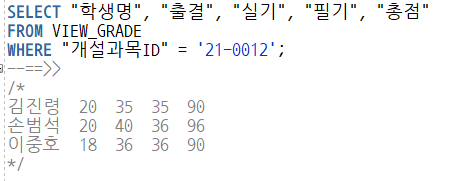 SELECT "학생명", "출결", "실기", "필기", "총점"
FROM VIEW_GRADE
WHERE "개설과목ID" = '21-0012';
--==>>
/*
김진령 20 35 35 90
손범석 20 40 36 96
이중호 18 36 36 90
*/